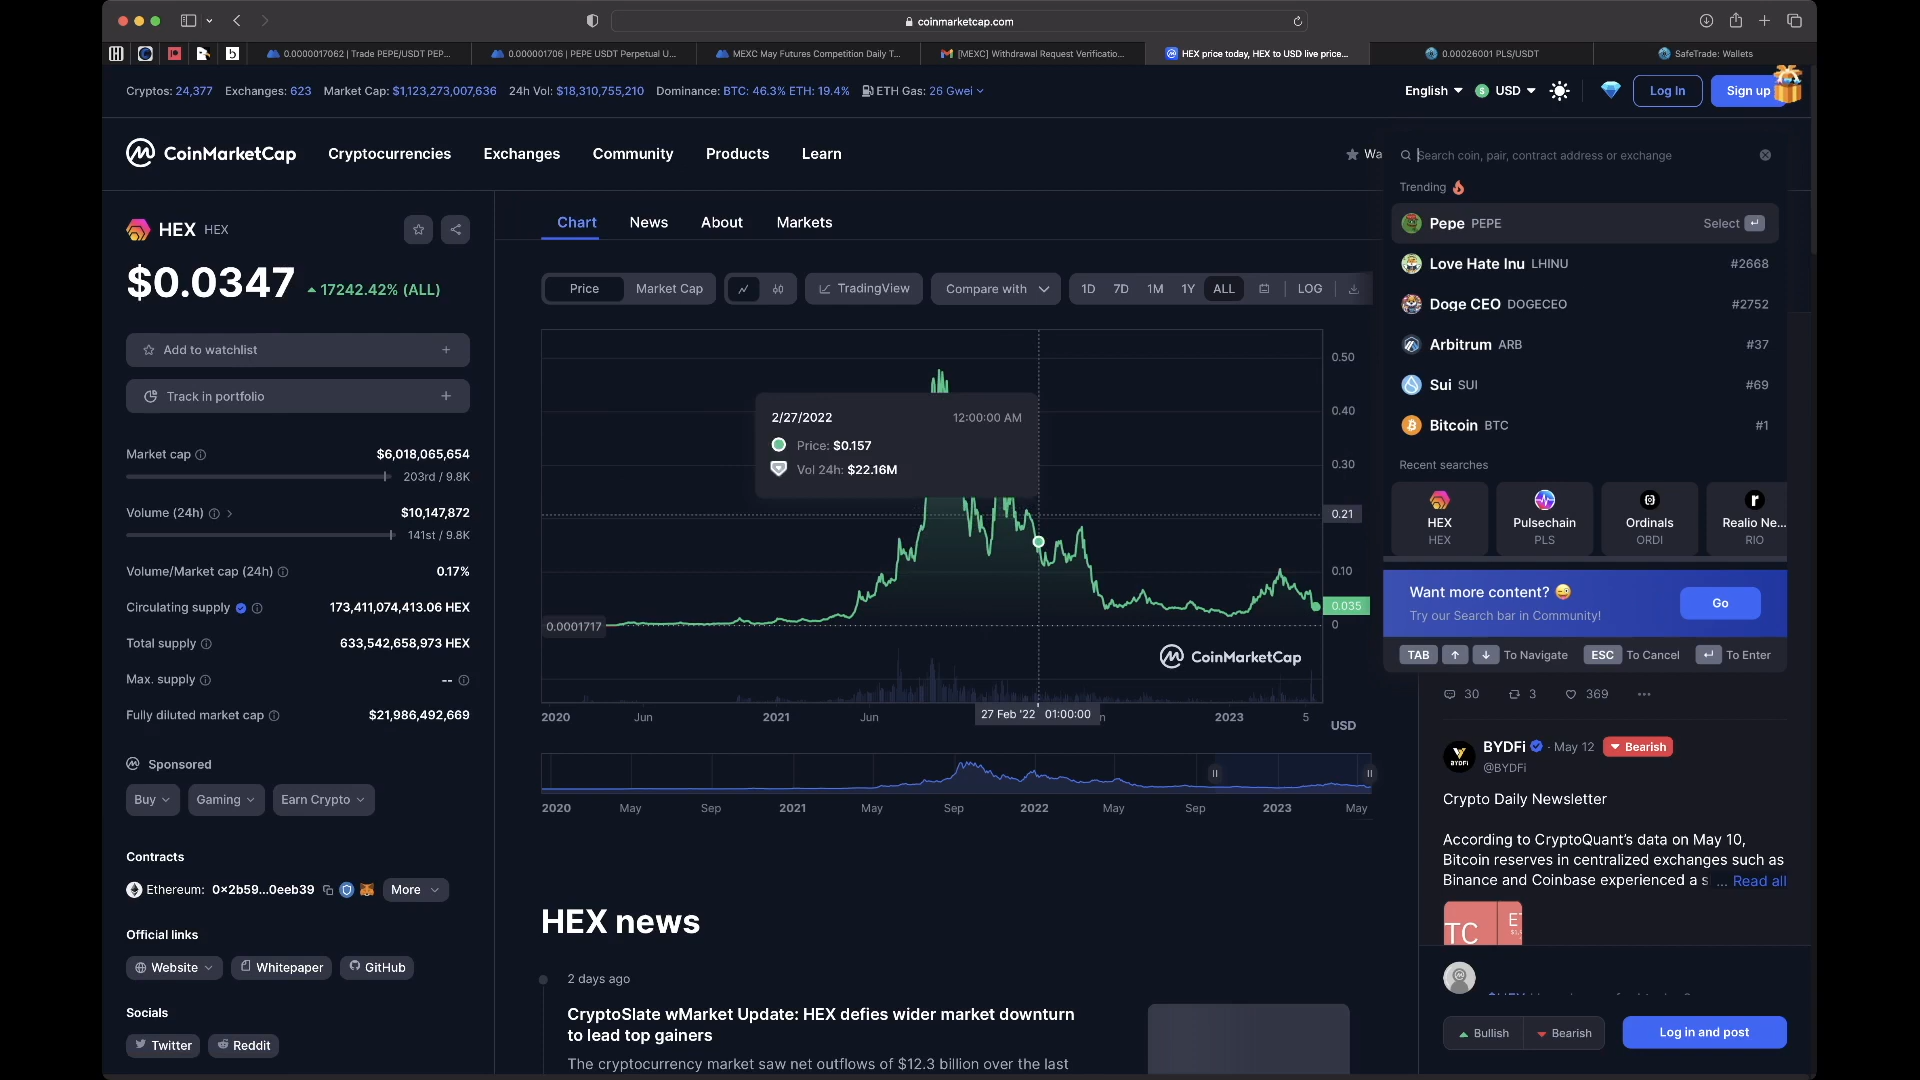 coinmarketcap.com
0.0000017062 | Trade PEPE/USDT PEP...
0.000001706 | PEPE USDT Perpetual U...
MEXC May Futures Competition Daily T...
[MEXC] Withdrawal Request Verificatio...
HEX price today, HEX to USD live price...
0.00026001 PLS/USDT
SafeTrade: Wallets
Cryptos: 24,377 Exchanges: 623 Market Cap: $1,123,273,007,636 24h Vol: $18,310,755,210 Dominance: BTC: 46.3% ETH: 19.4% ETH Gas: 26 Gwei
English USD Log In Sign up
CoinMarketCap Cryptocurrencies Exchanges Community Products Learn
Wa
Search coin, pair, contract address or exchange
Trending
Pepe PEPE Select
Love Hate Inu LHINU #2668
Doge CEO DOGECEO #2752
Arbitrum ARB #37
Sui SUI #69
Bitcoin BTC #1
Recent searches
HEX
HEX
Pulsechain
PLS
Ordinals
ORDI
Realio Ne...
RIO
Want more content?
Try our Search bar in Community!
Go
TAB To Navigate ESC To Cancel To Enter
HEX HEX
$0.0347 17242.42% (ALL)
Add to watchlist +
Track in portfolio +
Market cap $6,018,065,654
203rd / 9.8K
Volume (24h) $10,147,872
141st / 9.8K
Volume/Market cap (24h) 0.17%
Circulating supply 173,411,074,413.06 HEX
Total supply 633,542,658,973 HEX
Max. supply --
Fully diluted market cap $21,986,492,669
Sponsored
Buy Gaming Earn Crypto
Contracts
Ethereum: 0x2b59...0eeb39 More
Official links
Website Whitepaper GitHub
Socials
Twitter Reddit
Chart News About Markets
Price Market Cap TradingView Compare with 1D 7D 1M 1Y ALL LOG
0.50
0.40
0.30
0.21
0.10
0.035
0
2/27/2022 12:00:00 AM
Price: $0.157
Vol 24h: $22.16M
0.0001717
CoinMarketCap
2020 Jun 2021 Jun 27 Feb '22 01:00:00 n 2023 5
USD
2020 May Sep 2021 May Sep 2022 May Sep 2023 May
HEX news
2 days ago
CryptoSlate wMarket Update: HEX defies wider market downturn
to lead top gainers
The cryptocurrency market saw net outflows of $12.3 billion over the last
30 3 369
BYDFi · May 12 Bearish
@BYDFi
Crypto Daily Newsletter
According to CryptoQuant's data on May 10,
Bitcoin reserves in centralized exchanges such as
Binance and Coinbase experienced a s ... Read all
TC
Bullish Bearish Log in and post